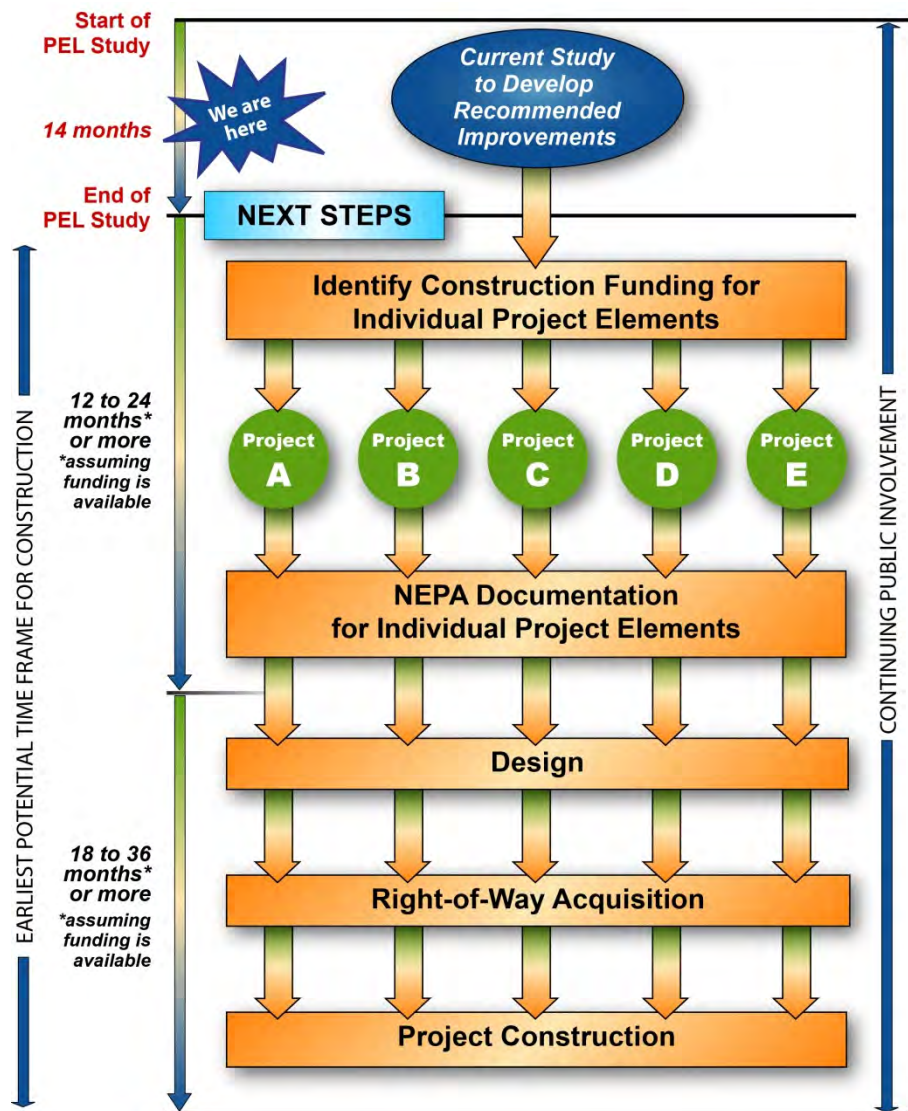 Start of
PEL Study
We are
here
14 months
Current Study
to Develop
Recommended
Improvements
End of
PEL Study
NEXT STEPS
Identify Construction Funding for
Individual Project Elements
12 to 24
months*
or more
*assuming
funding is
available
Project
A
Project
B
Project
C
Project
D
Project
E
NEPA Documentation
for Individual Project Elements
Design
18 to 36
months*
or more
*assuming
funding is
available
Right-of-Way Acquisition
Project Construction
EARLIEST POTENTIAL TIME FRAME FOR CONSTRUCTION
CONTINUING PUBLIC INVOLVEMENT